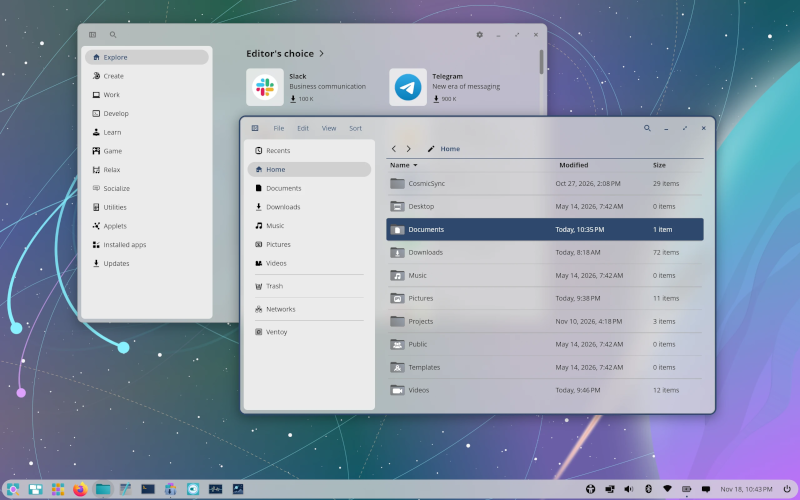 Explore
Create
Work
Develop
Learn
Game
Relax
Socialize
Utilities
Applets
Installed apps
Updates
Editor's choice
Slack
Business communication
100 K
Telegram
New era of messaging
900 K
File Edit View Sort
Recents
Home
Documents
Downloads
Music
Pictures
Videos
Trash
Networks
Ventoy
Home
Name Modified Size
CosmicSync Oct 27, 2026, 2:08 PM 29 items
Desktop May 14, 2026, 7:42 AM 0 items
Documents Today, 10:35 PM 1 item
Downloads Today, 8:18 AM 72 items
Music May 14, 2026, 7:42 AM 0 items
Pictures Today, 9:38 PM 11 items
Projects Nov 10, 2026, 4:18 PM 3 items
Public May 14, 2026, 7:42 AM 0 items
Templates May 14, 2026, 7:42 AM 0 items
Videos Today, 9:46 PM 12 items
Nov 18, 10:43 PM